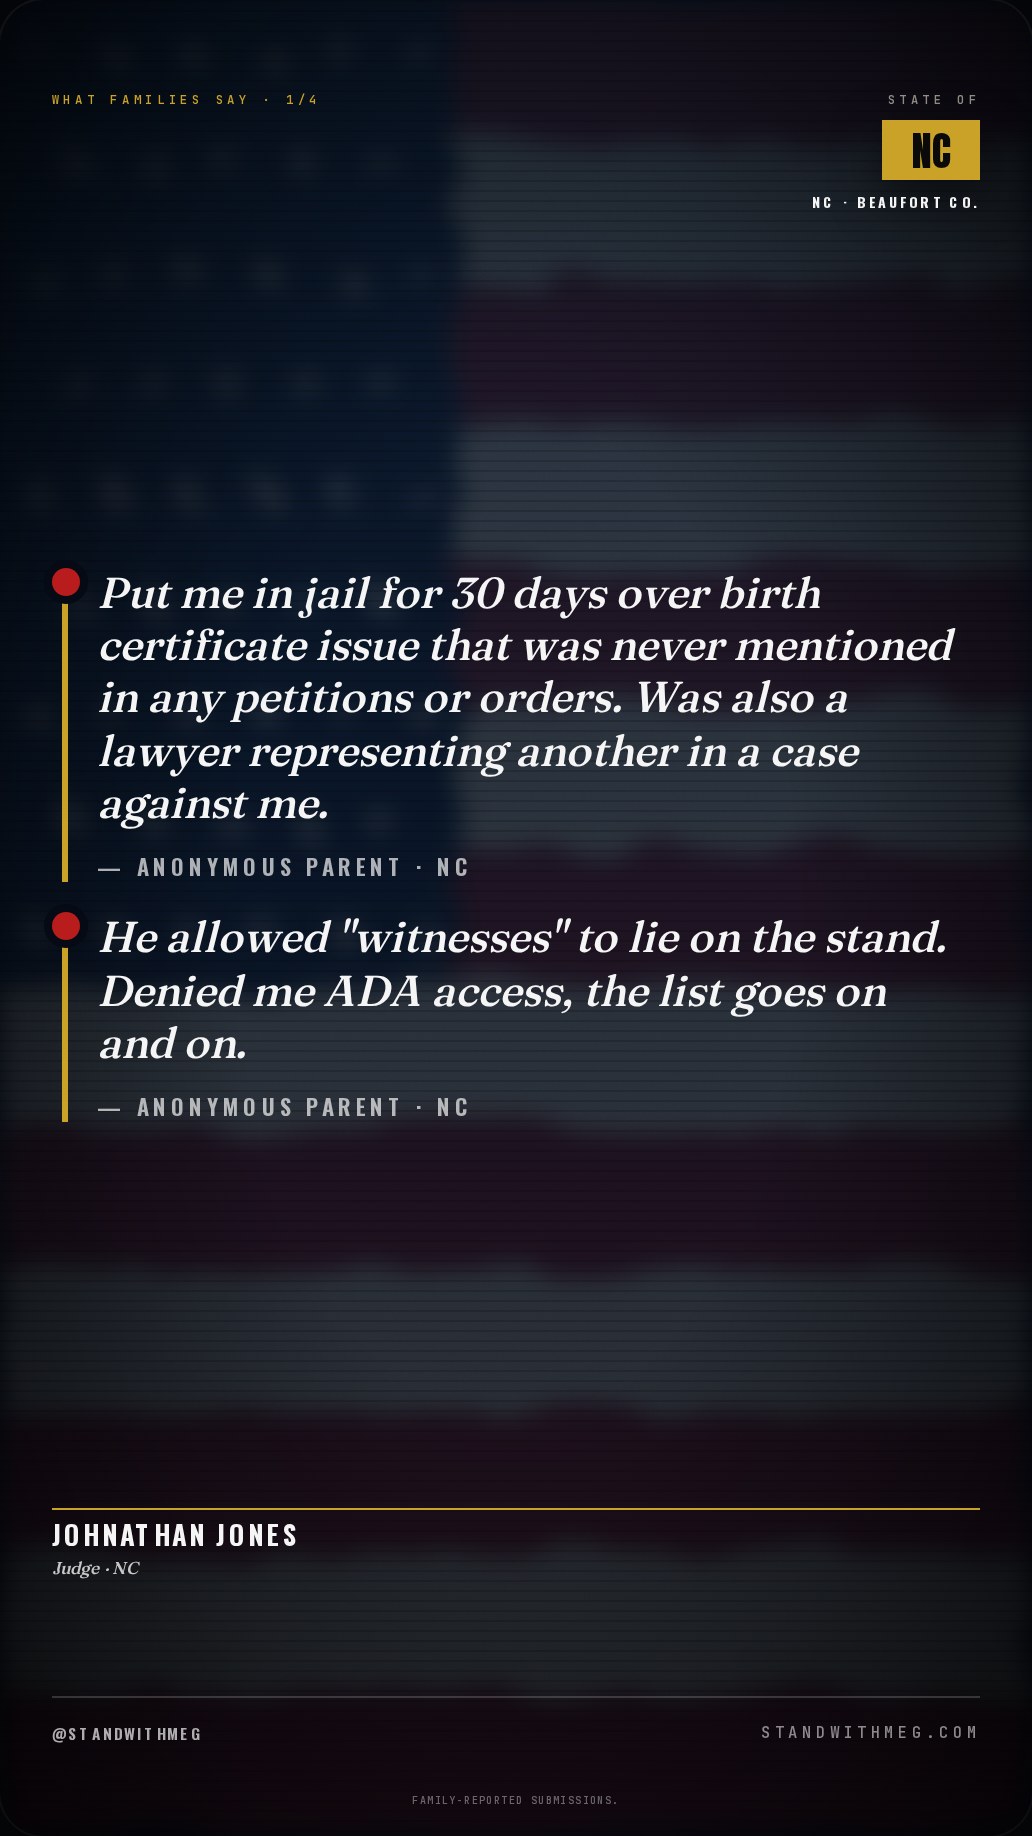 WHAT FAMILIES SAY · 1/4
STATE OF
NC
NC · BEAUFORT CO.
Put me in jail for 30 days over birth
certificate issue that was never mentioned
in any petitions or orders. Was also a
lawyer representing another in a case
against me.
— ANONYMOUS PARENT · NC
He allowed "witnesses" to lie on the stand.
Denied me ADA access, the list goes on
and on.
— ANONYMOUS PARENT · NC
JOHNATHAN JONES
Judge · NC
@STANDWITHMEG
STANDWITHMEG.COM
FAMILY-REPORTED SUBMISSIONS.